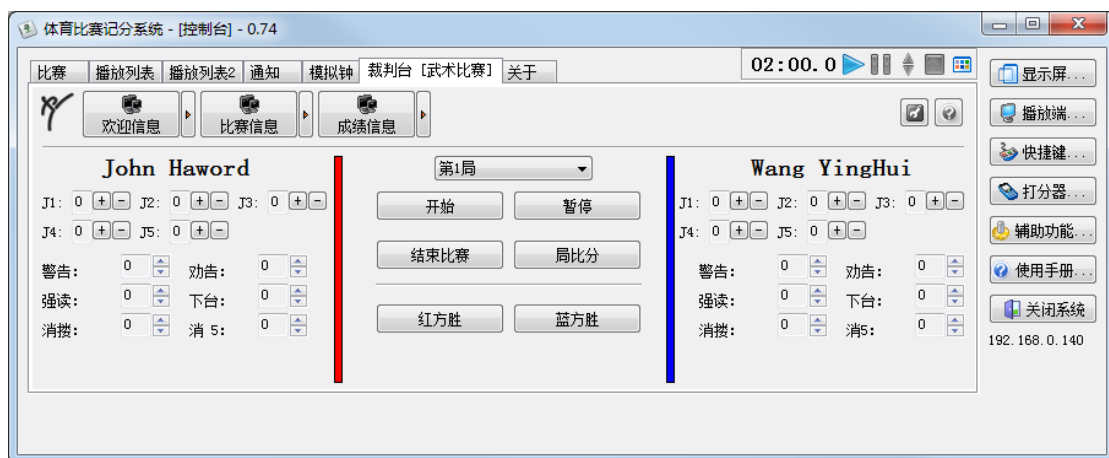 体育比赛记分系统 - [控制台] - 0.74
比赛 播放列表 播放列表2 通知 模拟钟 裁判台 [武术比赛] 关于
02:00.0
欢迎信息 比赛信息 成绩信息
John Haword
J1: 0 + - J2: 0 + - J3: 0 + -
J4: 0 + - J5: 0 + -
警告: 0 劝告: 0
强读: 0 下台: 0
消搂: 0 消 5: 0
第1局
开始 暂停
结束比赛 局比分
红方胜 蓝方胜
Wang YingHui
J1: 0 + - J2: 0 + - J3: 0 + -
J4: 0 + - J5: 0 + -
警告: 0 劝告: 0
强读: 0 下台: 0
消搂: 0 消5: 0
显示屏...
播放端...
快捷键...
打分器...
辅助功能...
使用手册...
关闭系统
192.168.0.140